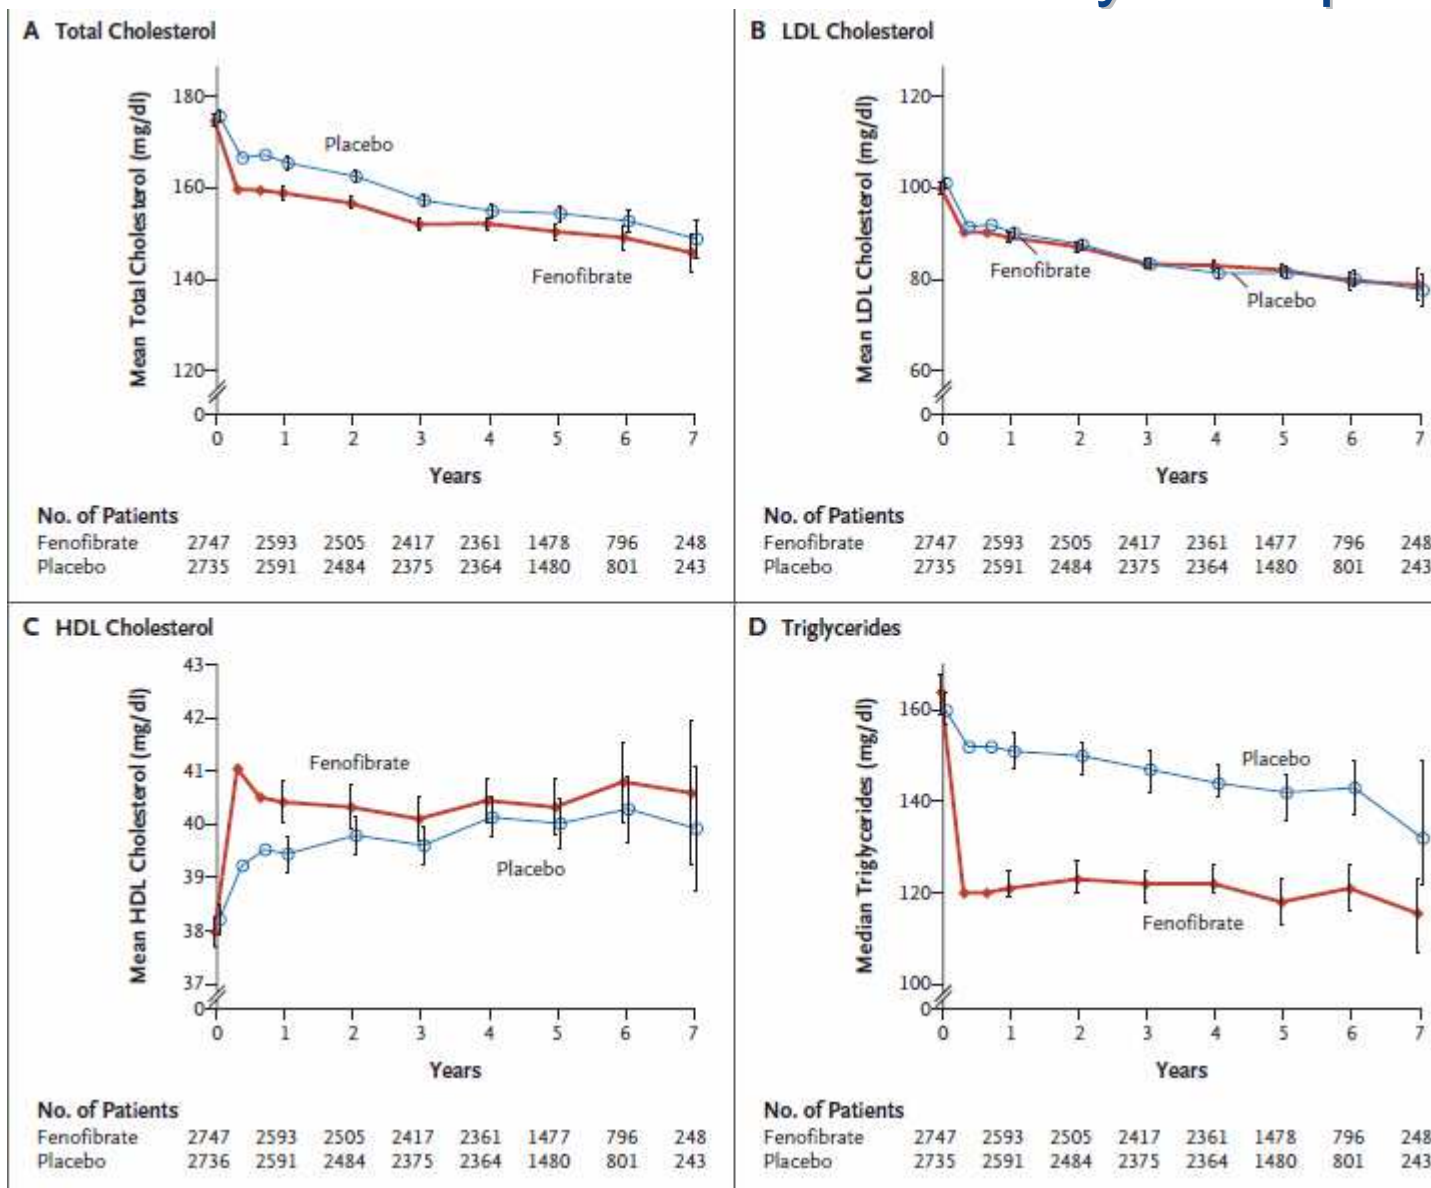 A Total Cholesterol
Mean Total Cholesterol (mg/dl)
180
160
140
120
0
Placebo
Fenofibrate
0 1 2 3 4 5 6 7
Years
No. of Patients
Fenofibrate 2747 2593 2505 2417 2361 1478 796 248
Placebo 2735 2591 2484 2375 2364 1480 801 243
B LDL Cholesterol
Mean LDL Cholesterol (mg/dl)
120
100
80
60
0
Fenofibrate
Placebo
0 1 2 3 4 5 6 7
Years
No. of Patients
Fenofibrate 2747 2593 2505 2417 2361 1477 796 248
Placebo 2735 2591 2484 2375 2364 1480 801 243
C HDL Cholesterol
Mean HDL Cholesterol (mg/dl)
43
42
41
40
39
38
37
0
Fenofibrate
Placebo
0 1 2 3 4 5 6 7
Years
No. of Patients
Fenofibrate 2747 2593 2505 2417 2361 1477 796 248
Placebo 2736 2591 2484 2375 2364 1480 801 243
D Triglycerides
Median Triglycerides (mg/dl)
160
140
120
100
0
Placebo
Fenofibrate
0 1 2 3 4 5 6 7
Years
No. of Patients
Fenofibrate 2747 2593 2505 2417 2361 1478 796 248
Placebo 2735 2591 2484 2375 2364 1480 801 243